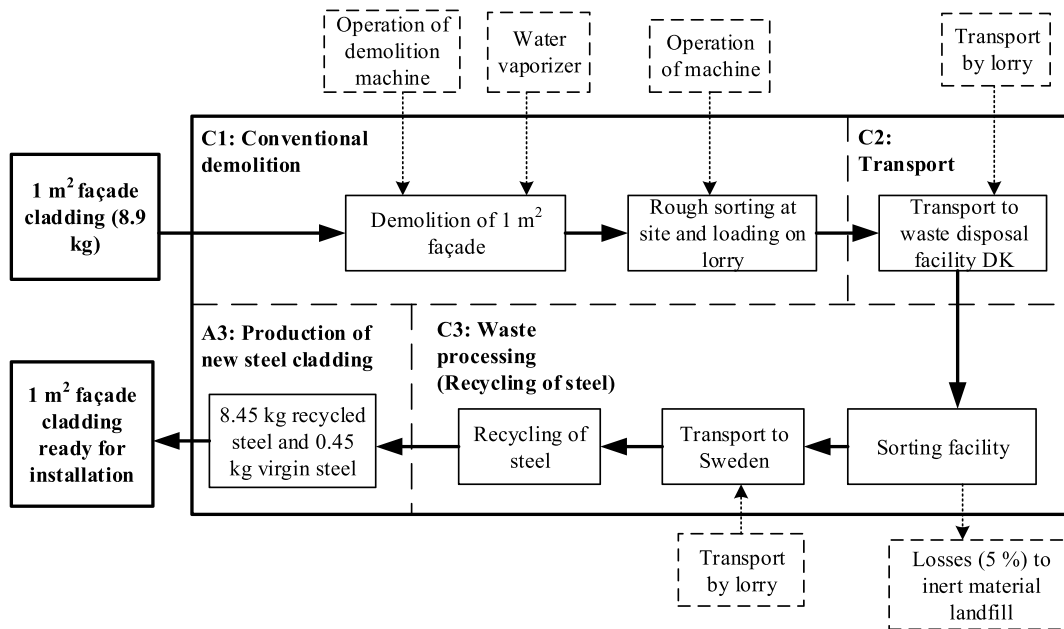 Operation of
demolition
machine
Water
vaporizer
Operation
of machine
Transport
by lorry
C1: Conventional
demolition
C2:
Transport
1 m² façade
cladding (8.9
kg)
Demolition of 1 m²
façade
Rough sorting at
site and loading on
lorry
Transport to
waste disposal
facility DK
A3: Production of
new steel cladding
C3: Waste
processing
(Recycling of steel)
1 m² façade
cladding
ready for
installation
8.45 kg recycled
steel and 0.45
kg virgin steel
Recycling of
steel
Transport to
Sweden
Sorting facility
Transport
by lorry
Losses (5 %) to
inert material
landfill